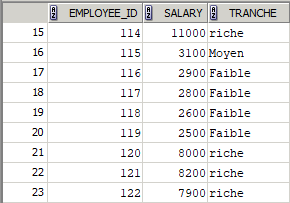 EMPLOYEE_ID SALARY TRANCHE
15 114 11000 riche
16 115 3100 Moyen
17 116 2900 Faible
18 117 2800 Faible
19 118 2600 Faible
20 119 2500 Faible
21 120 8000 riche
22 121 8200 riche
23 122 7900 riche